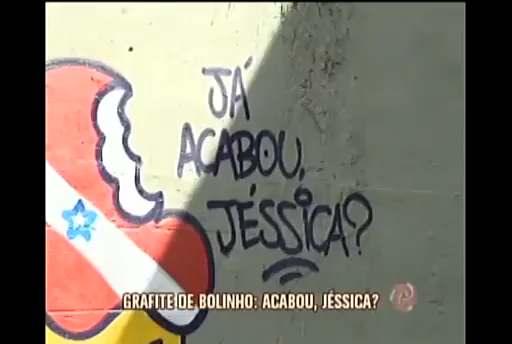 JÁ
ACABOU,
JÉSSICA?
GRAFITE DE BOLINHO: ACABOU, JÉSSICA?